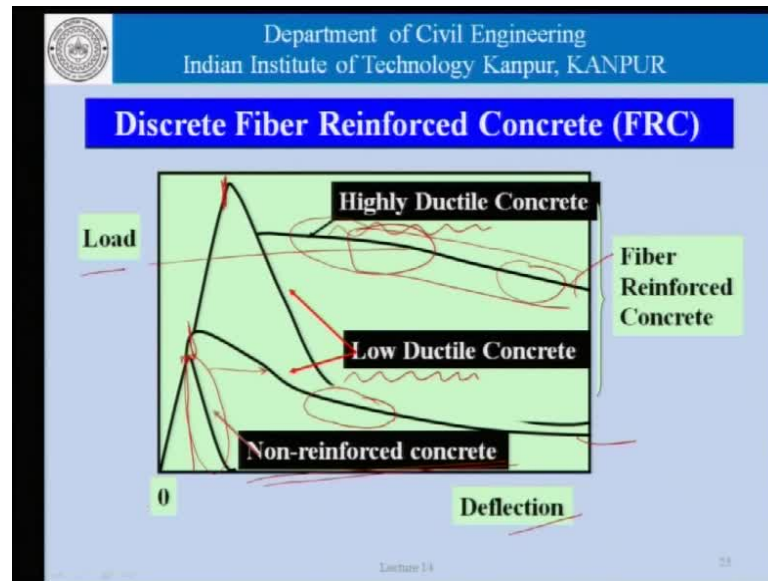 Department of Civil Engineering
Indian Institute of Technology Kanpur, KANPUR
Discrete Fiber Reinforced Concrete (FRC)
Highly Ductile Concrete
Load
Fiber
Reinforced
Concrete
Low Ductile Concrete
Non-reinforced concrete
0
Deflection
Lecture 14